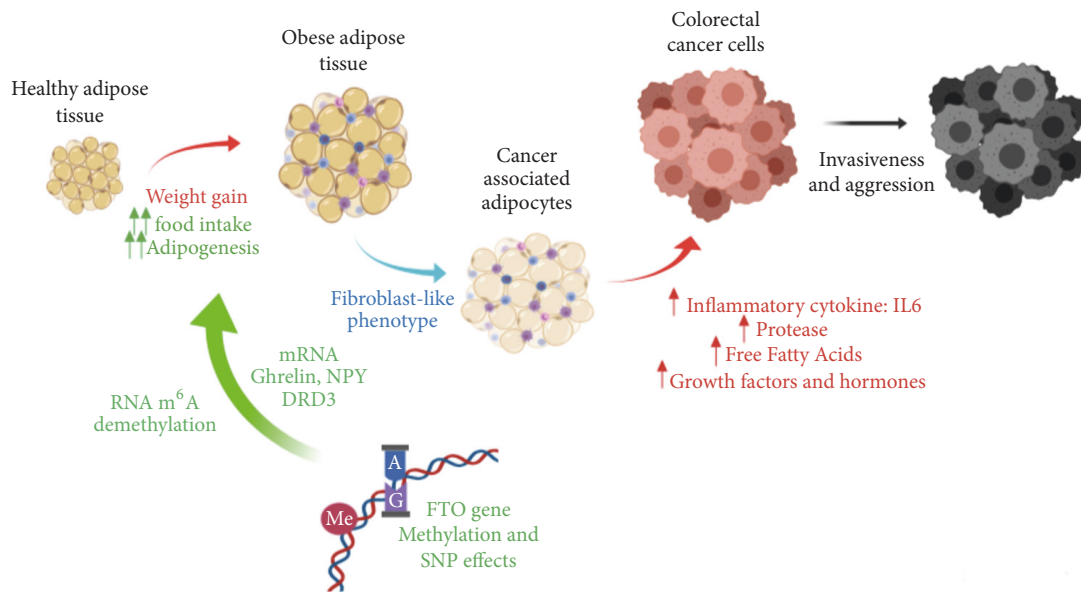 Healthy adipose
tissue
Obese adipose
tissue
Weight gain
food intake
Adipogenesis
Fibroblast-like
phenotype
Cancer
associated
adipocytes
Colorectal
cancer cells
Invasiveness
and aggression
Inflammatory cytokine: IL6
Protease
Free Fatty Acids
Growth factors and hormones
RNA m⁶A
demethylation
mRNA
Ghrelin, NPY
DRD3
A
G
Me
FTO gene
Methylation and
SNP effects